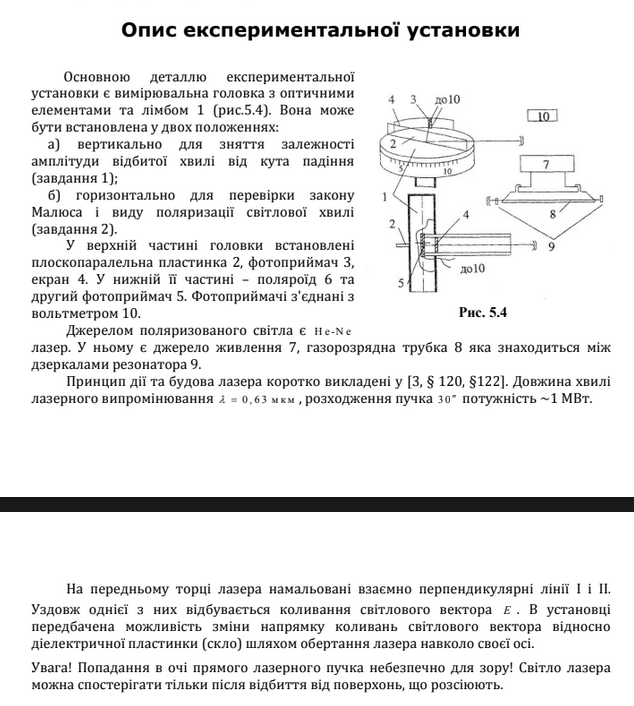 Опис експериментальної установки
Основною деталлю експериментальної
установки є вимірювальна головка з оптичними
елементами та лімбом 1 (рис.5.4). Вона може
бути встановлена у двох положеннях:
а) вертикально для зняття залежності
амплітуди відбитої хвилі від кута падіння
(завдання 1);
б) горизонтально для перевірки закону
Малюса і виду поляризації світлової хвилі
(завдання 2).
У верхній частині головки встановлені
плоскопаралельна пластинка 2, фотоприймач 3,
екран 4. У нижній її частині – поляроїд 6 та
другий фотоприймач 5. Фотоприймачі з'єднані з
вольтметром 10.
4 3 до10
2
5 10
1
2
4
5
до10
10
7
8
9
Рис. 5.4
Джерелом поляризованого світла є He-Ne
лазер. У ньому є джерело живлення 7, газорозрядна трубка 8 яка знаходиться між
дзеркалами резонатора 9.
Принцип дії та будова лазера коротко викладені у [3, § 120, §122]. Довжина хвилі
лазерного випромінювання λ = 0,63 мкм , розходження пучка 30″ потужність ~1 МВт.
На передньому торці лазера намальовані взаємно перпендикулярні лінії I і II.
Уздовж однієї з них відбувається коливання світлового вектора E . В установці
передбачена можливість зміни напрямку коливань світлового вектора відносно
діелектричної пластинки (скло) шляхом обертання лазера навколо своєї осі.
Увага! Попадання в очі прямого лазерного пучка небезпечно для зору! Світло лазера
можна спостерігати тільки після відбиття від поверхонь, що розсіюють.